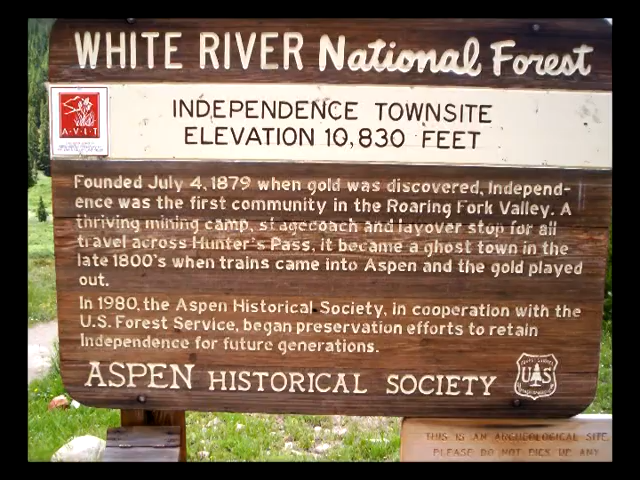 WHITE RIVER National Forest
INDEPENDENCE TOWNSITE
ELEVATION 10,830 FEET
A·V·I·T
Founded July 4, 1879 when gold was discovered, Independ-
ence was the first community in the Roaring Fork Valley. A
thriving mining camp, stagecoach and layover stop for all
travel across Hunter's Pass, it became a ghost town in the
late 1800's when trains came into Aspen and the gold played
out.
In 1980, the Aspen Historical Society, in cooperation with the
U.S. Forest Service, began preservation efforts to retain
Independence for future generations.
ASPEN HISTORICAL SOCIETY
U S
THIS IS AN ARCHEOLOGICAL SITE
PLEASE DO NOT PICK UP ANY